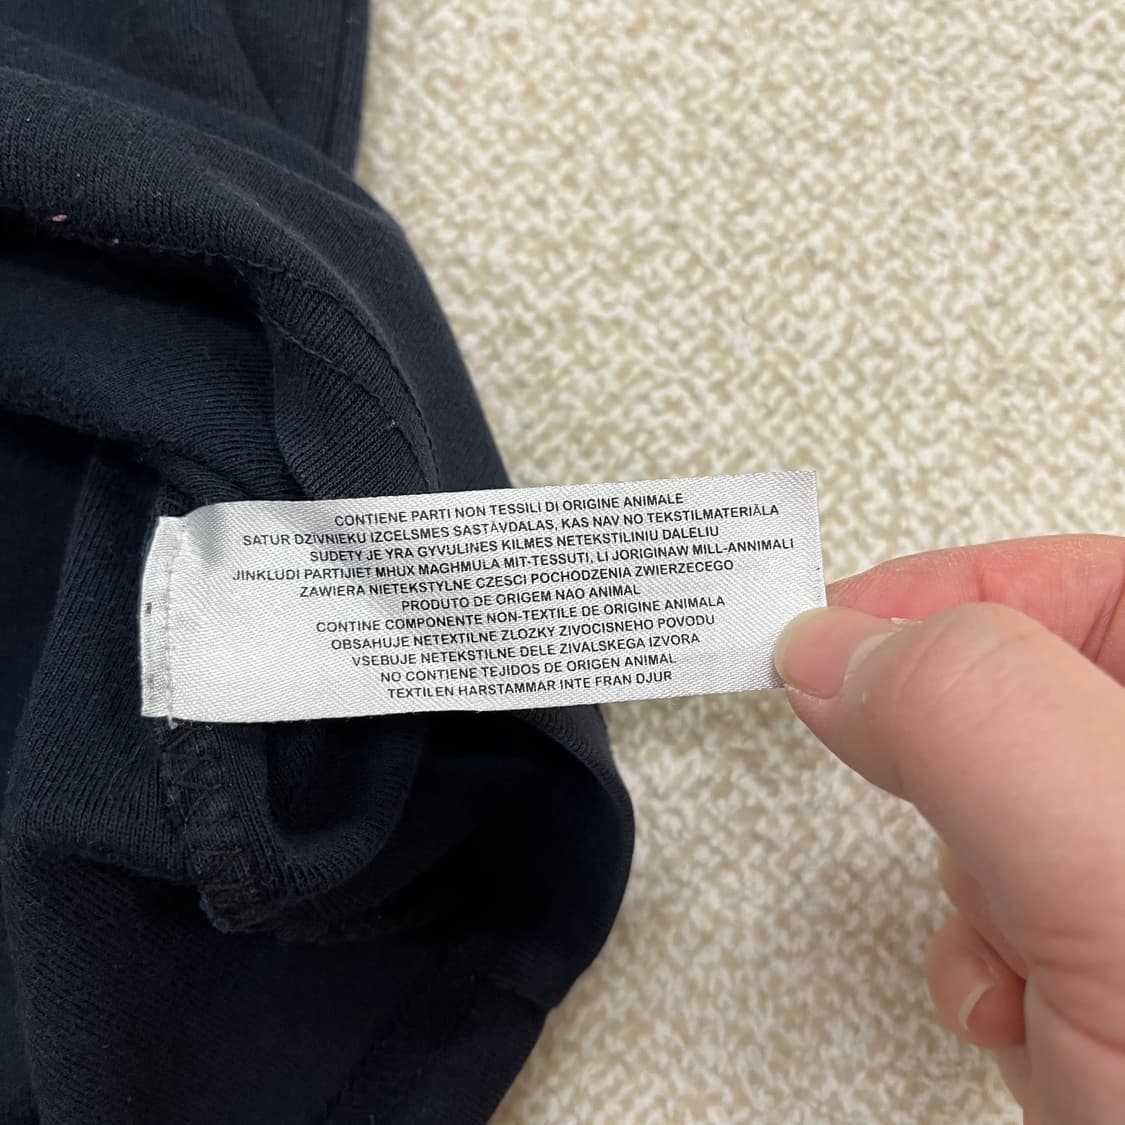 CONTIENE PARTI NON TESSILI DI ORIGINE ANIMALE
SATUR DZĪVNIEKU IZCELSMES SASTĀVDALAS, KAS NAV NO TEKSTILMATERIĀLA
SUDETY JE YRA GYVULINES KILMES NETEKSTILINIU DALELIU
JINKLUDI PARTIJIET MHUX MAGHMULA MIT-TESSUTI, LI JORIGINAW MILL-ANNIMALI
ZAWIERA NIETEKSTYLNE CZESCI POCHODZENIA ZWIERZECEGO
PRODUTO DE ORIGEM NAO ANIMAL
CONTINE COMPONENTE NON-TEXTILE DE ORIGINE ANIMALA
OBSAHUJE NETEXTILNE ZLOZKY ZIVOCISNEHO POVODU
VSEBUJE NETEKSTILNE DELE ZIVALSKEGA IZVORA
NO CONTIENE TEJIDOS DE ORIGEN ANIMAL
TEXTILEN HARSTAMMAR INTE FRAN DJUR